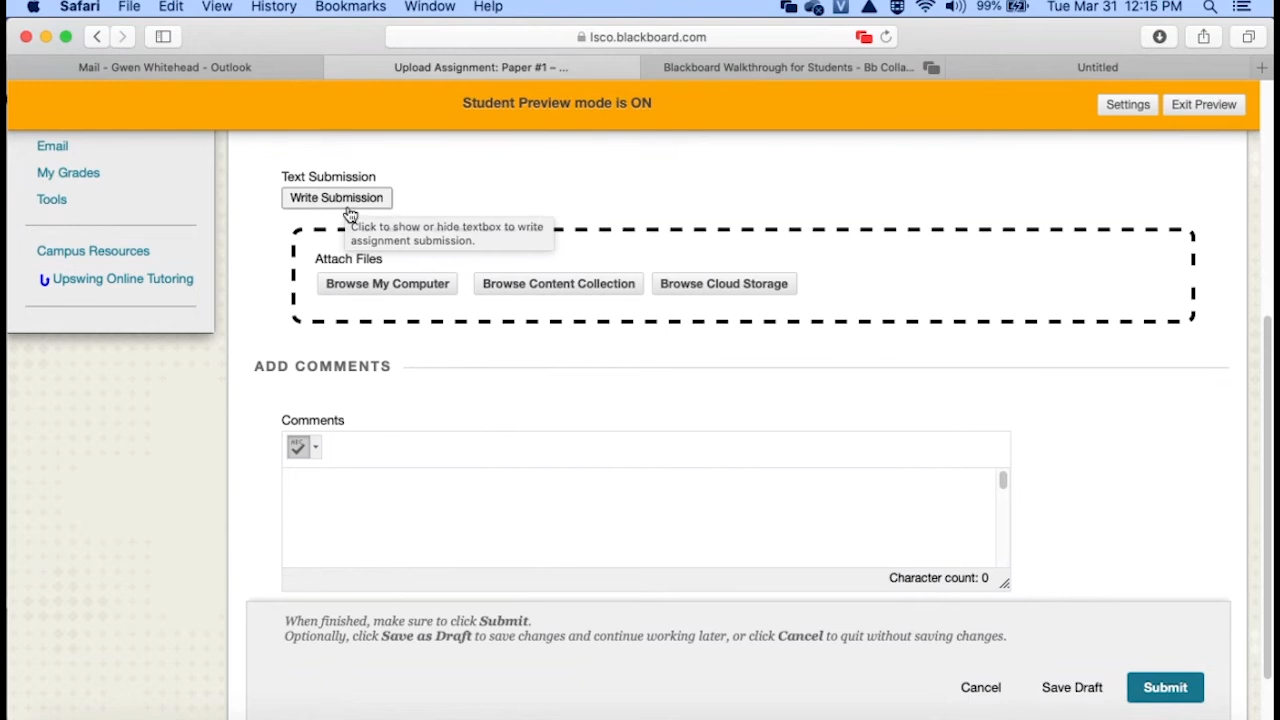 Safari File Edit View History Bookmarks Window Help 99% Tue Mar 31 12:15 PM
lsco.blackboard.com
Mail - Gwen Whitehead - Outlook
Upload Assignment: Paper #1 – ...
Blackboard Walkthrough for Students - Bb Colla...
Untitled
Student Preview mode is ON
Settings
Exit Preview
Email
My Grades
Tools
Campus Resources
Upswing Online Tutoring
Text Submission
Write Submission
Click to show or hide textbox to write
assignment submission.
Attach Files
Browse My Computer
Browse Content Collection
Browse Cloud Storage
ADD COMMENTS
Comments
ABC
Character count: 0
When finished, make sure to click Submit.
Optionally, click Save as Draft to save changes and continue working later, or click Cancel to quit without saving changes.
Cancel
Save Draft
Submit